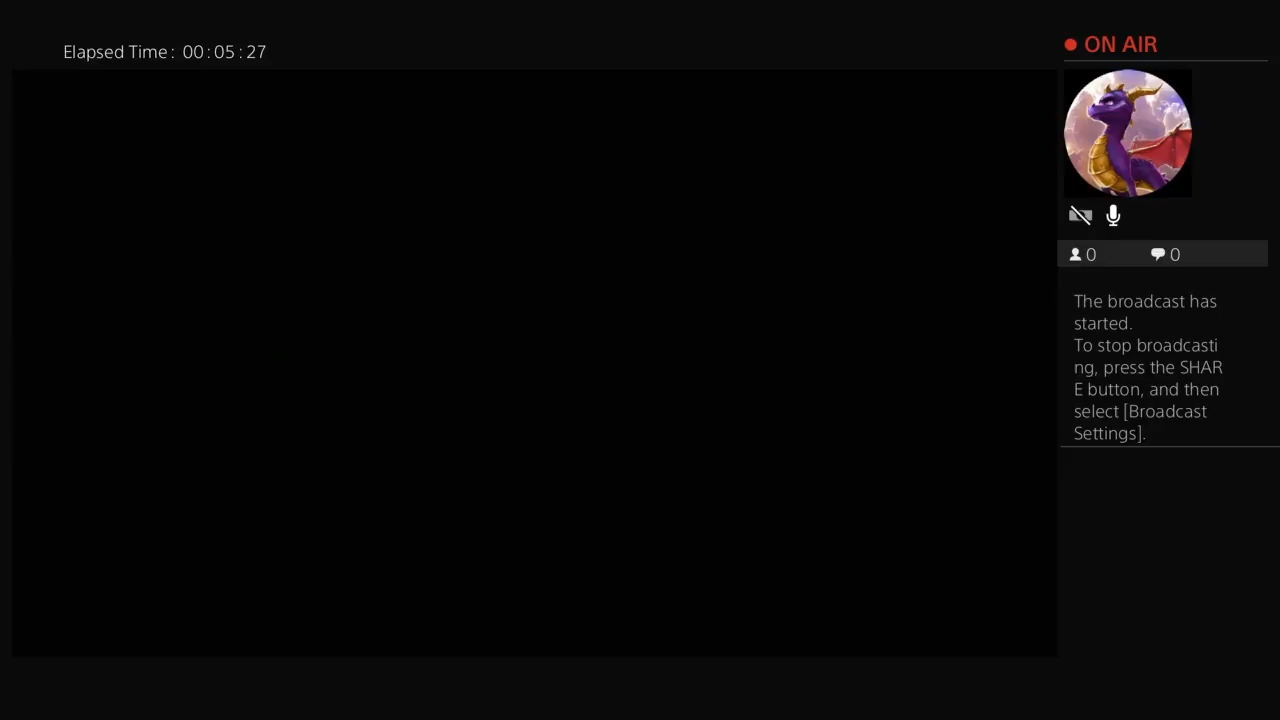 Elapsed Time: 00:05:27
ON AIR
0 0
The broadcast has
started.
To stop broadcasti
ng, press the SHAR
E button, and then
select [Broadcast
Settings].